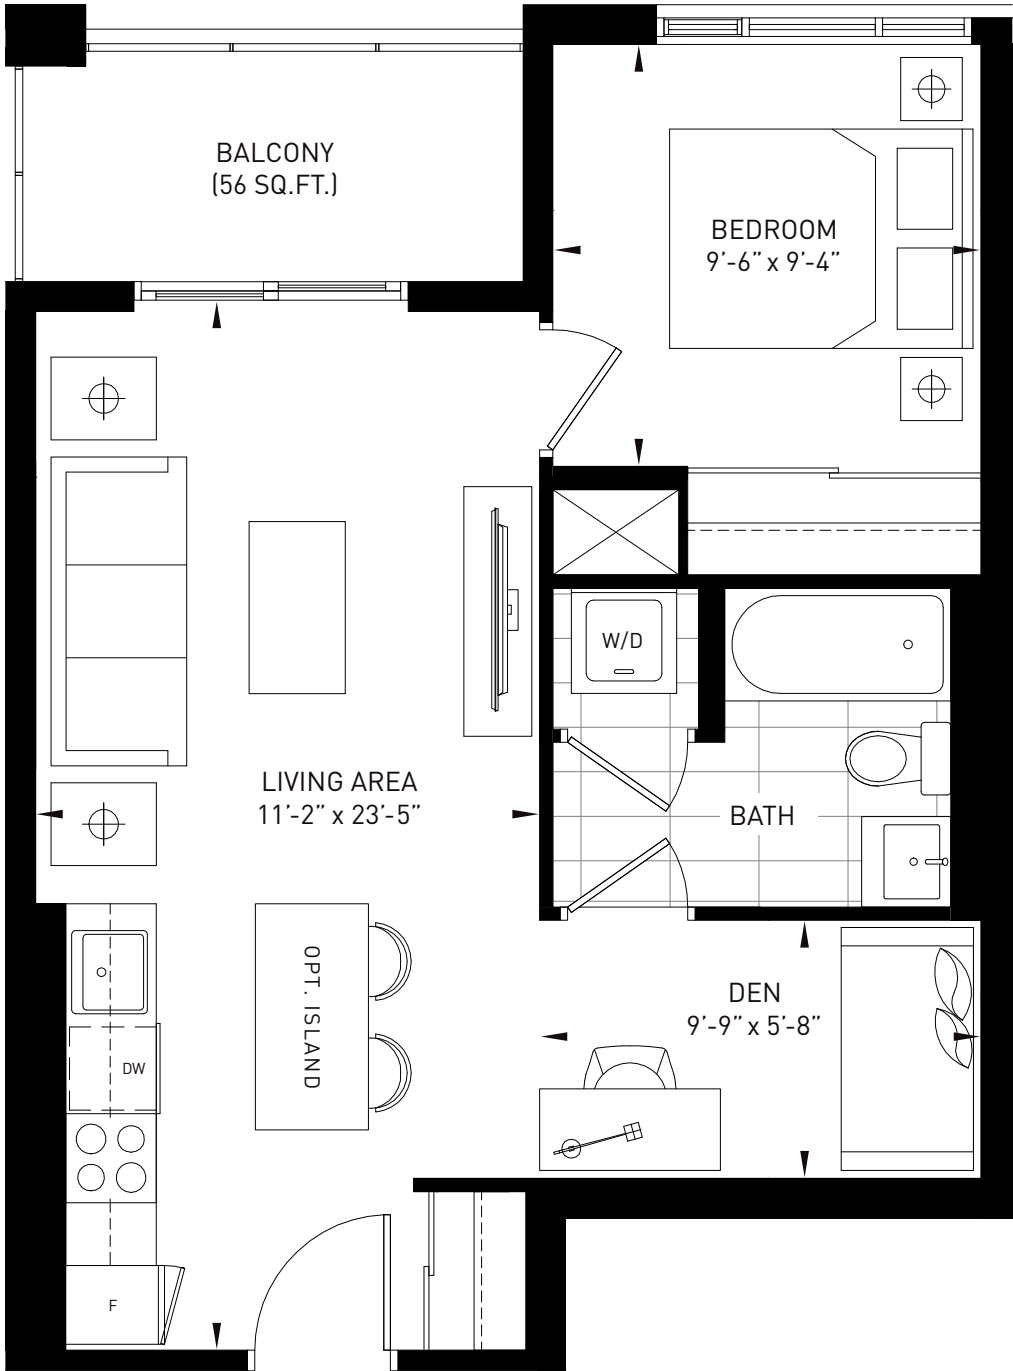 BALCONY
(56 SQ.FT.)
BEDROOM
9'-6" x 9'-4"
W/D
LIVING AREA
11'-2" x 23'-5"
BATH
OPT. ISLAND
DEN
9'-9" x 5'-8"
DW
F